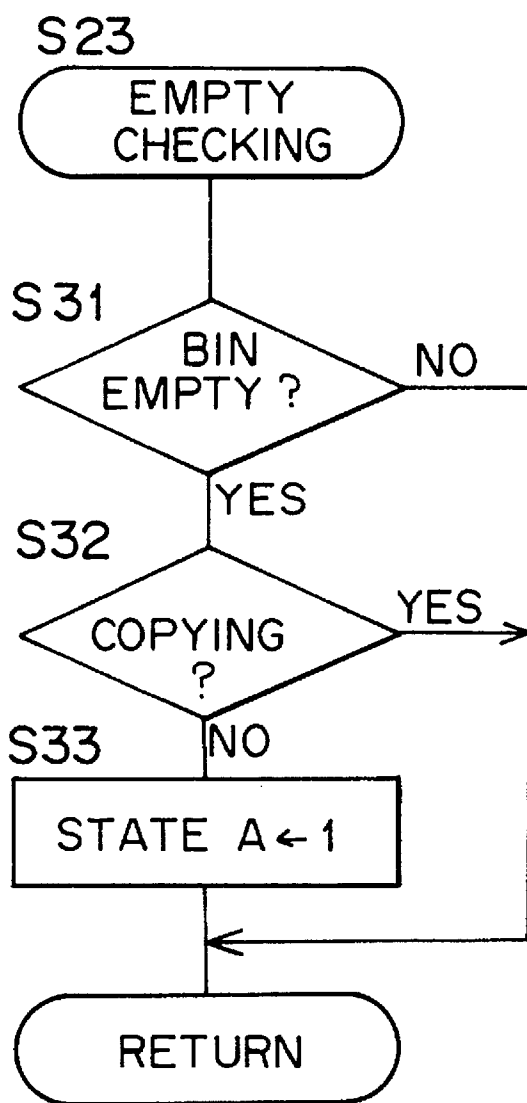 S23
EMPTY
CHECKING
S31
BIN
EMPTY?
NO
YES
S32
COPYING
?
YES
NO
S33
STATE A←1
RETURN